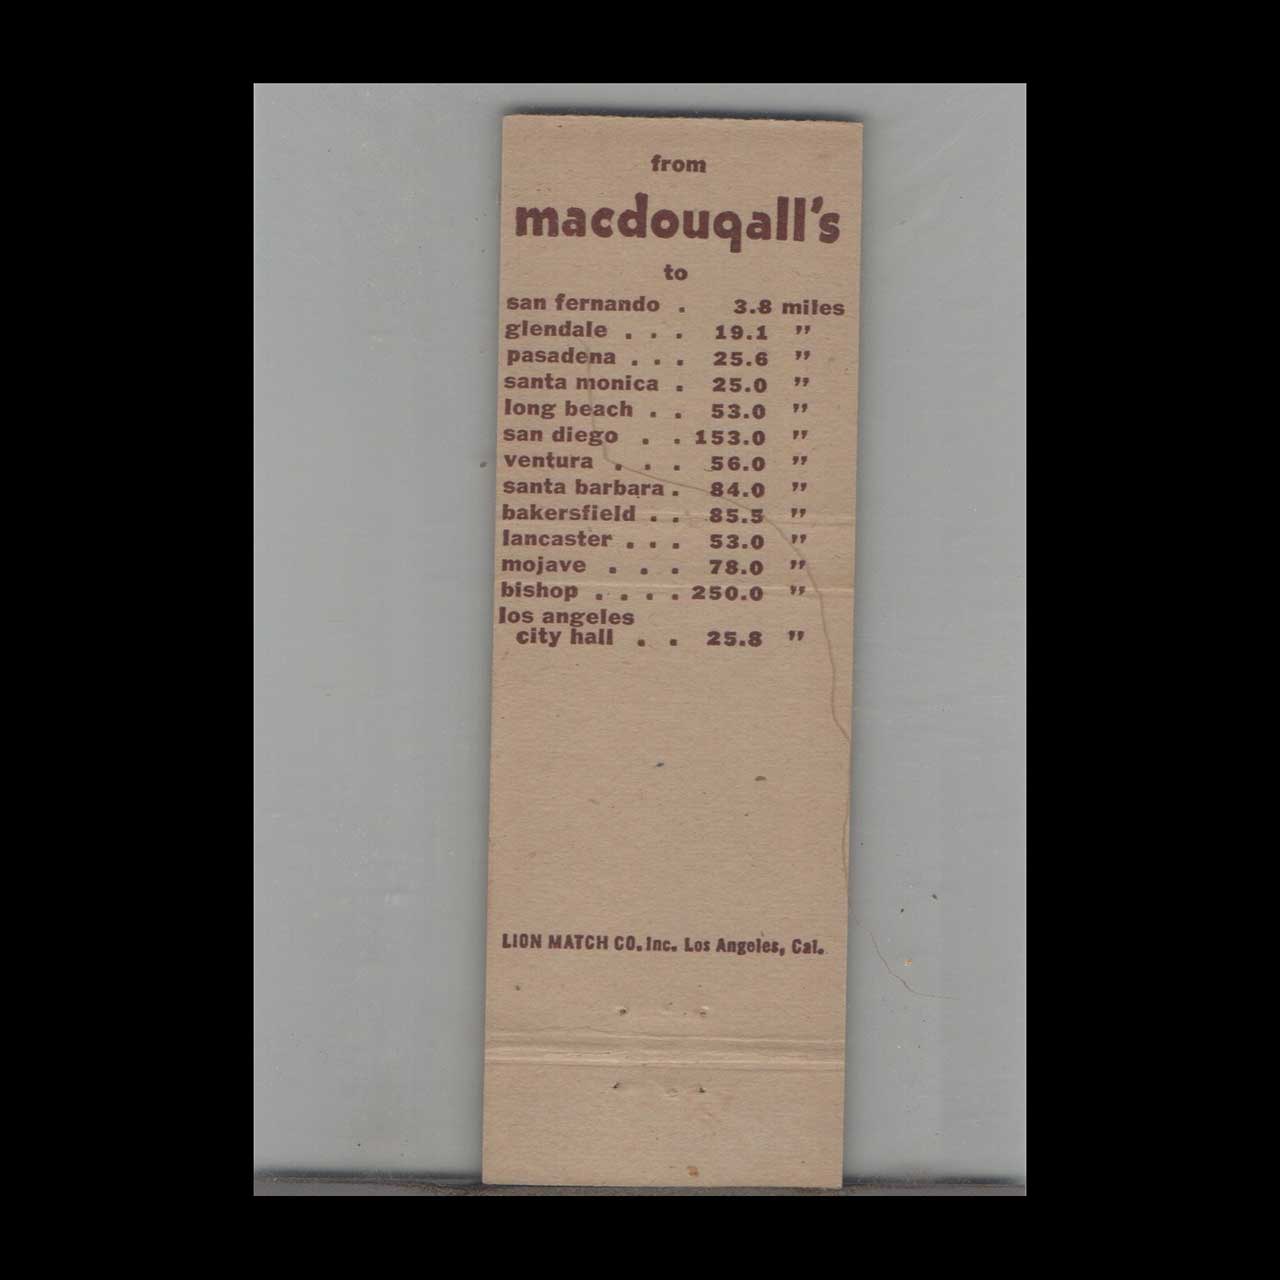 from
macdougall's
to
san fernando . 3.8 miles
glendale . . . 19.1 "
pasadena . . . 25.6 "
santa monica . 25.0 "
long beach . . 53.0 "
san diego . . 153.0 "
ventura . . . 56.0 "
santa barbara . 84.0 "
bakersfield . . 85.5 "
lancaster . . . 53.0 "
mojave . . . 78.0 "
bishop . . . . 250.0 "
los angeles
city hall . . 25.8 "
LION MATCH CO. Inc. Los Angeles, Cal.